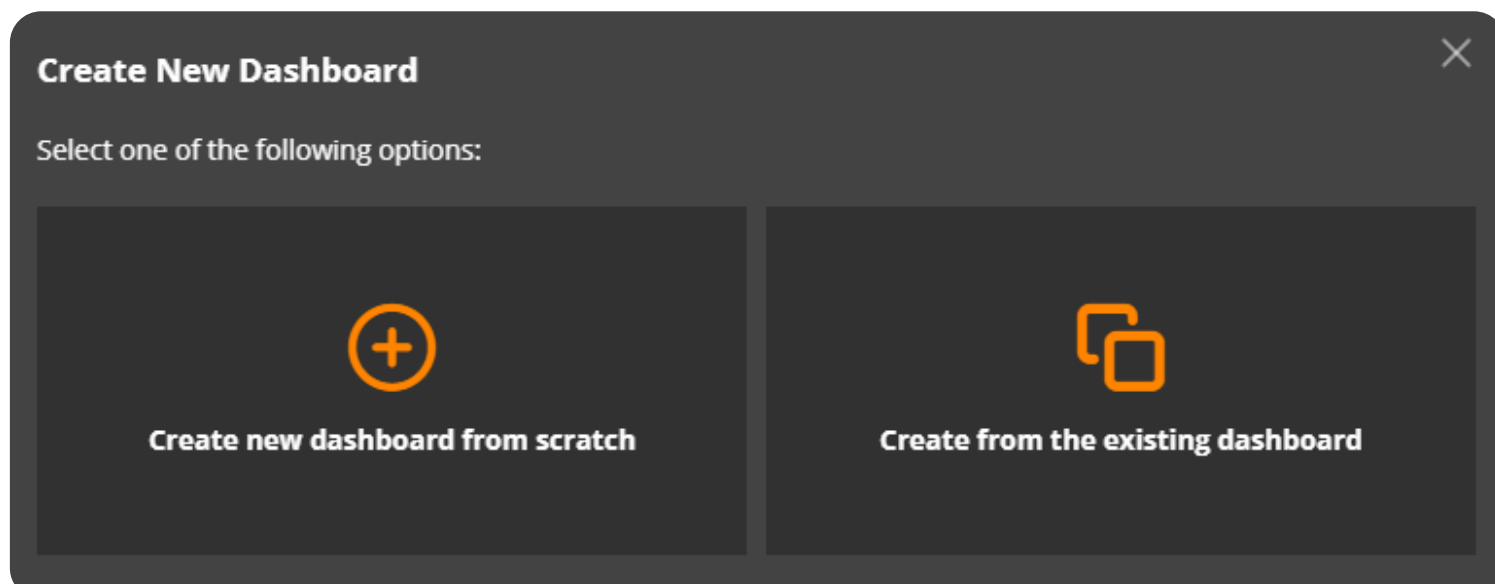 Create New Dashboard
Select one of the following options:
Create new dashboard from scratch
Create from the existing dashboard